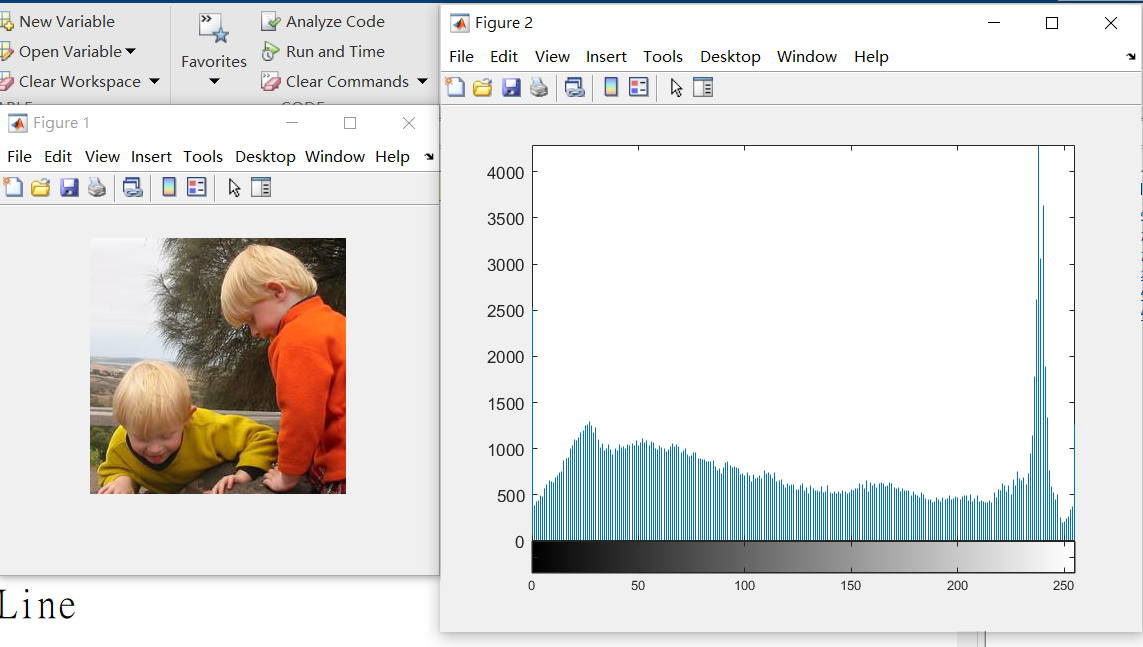 New Variable
Analyze Code
Open Variable
Run and Time
Favorites
Clear Workspace
Clear Commands
CODE
Figure 1
File Edit View Insert Tools Desktop Window Help
Line
Figure 2
File Edit View Insert Tools Desktop Window Help
4000
3500
3000
2500
2000
1500
1000
500
0
0 50 100 150 200 250